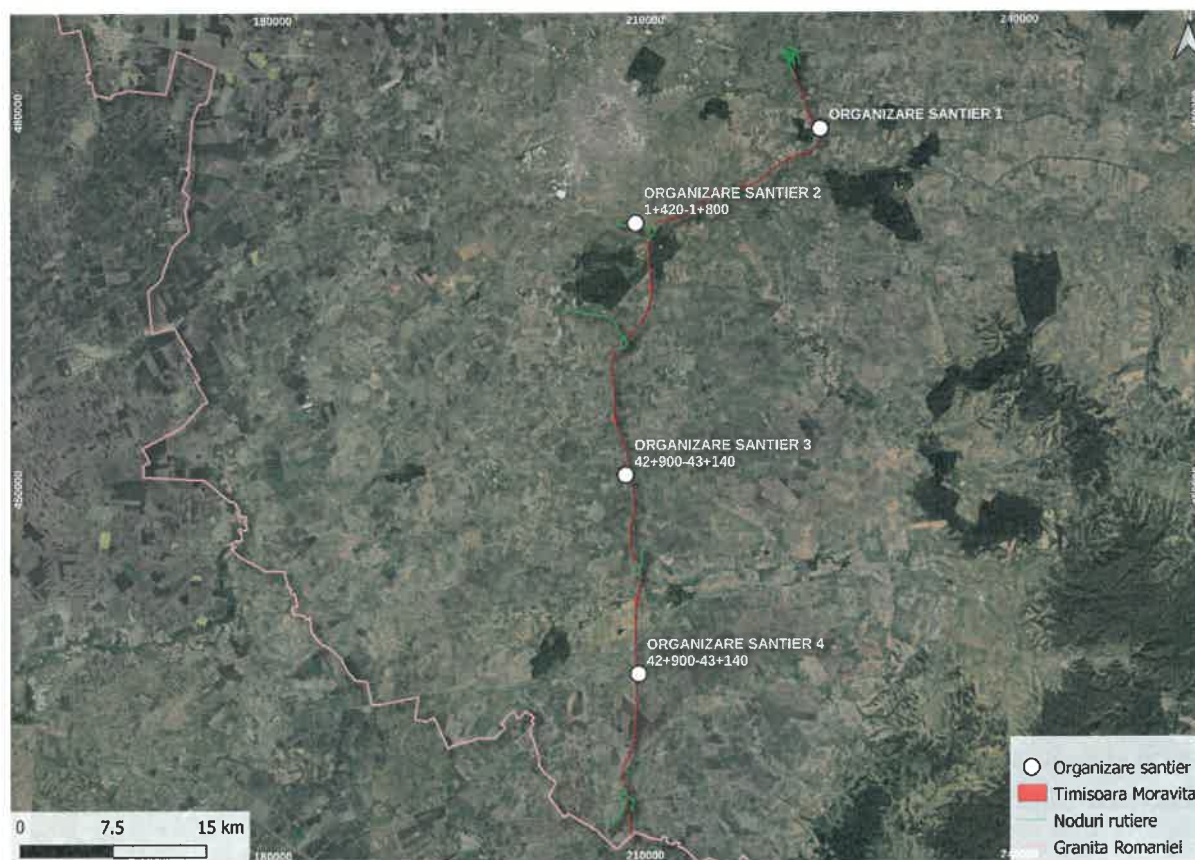 180000
210000
240000
480000
ORGANIZARE SANTIER 1
ORGANIZARE SANTIER 2
1+420-1+800
ORGANIZARE SANTIER 3
42+900-43+140
450000
ORGANIZARE SANTIER 4
42+900-43+140
Organizare santier
Timisoara Moravita
Noduri rutiere
Granita Romaniei
0 7.5 15 km
180000
210000